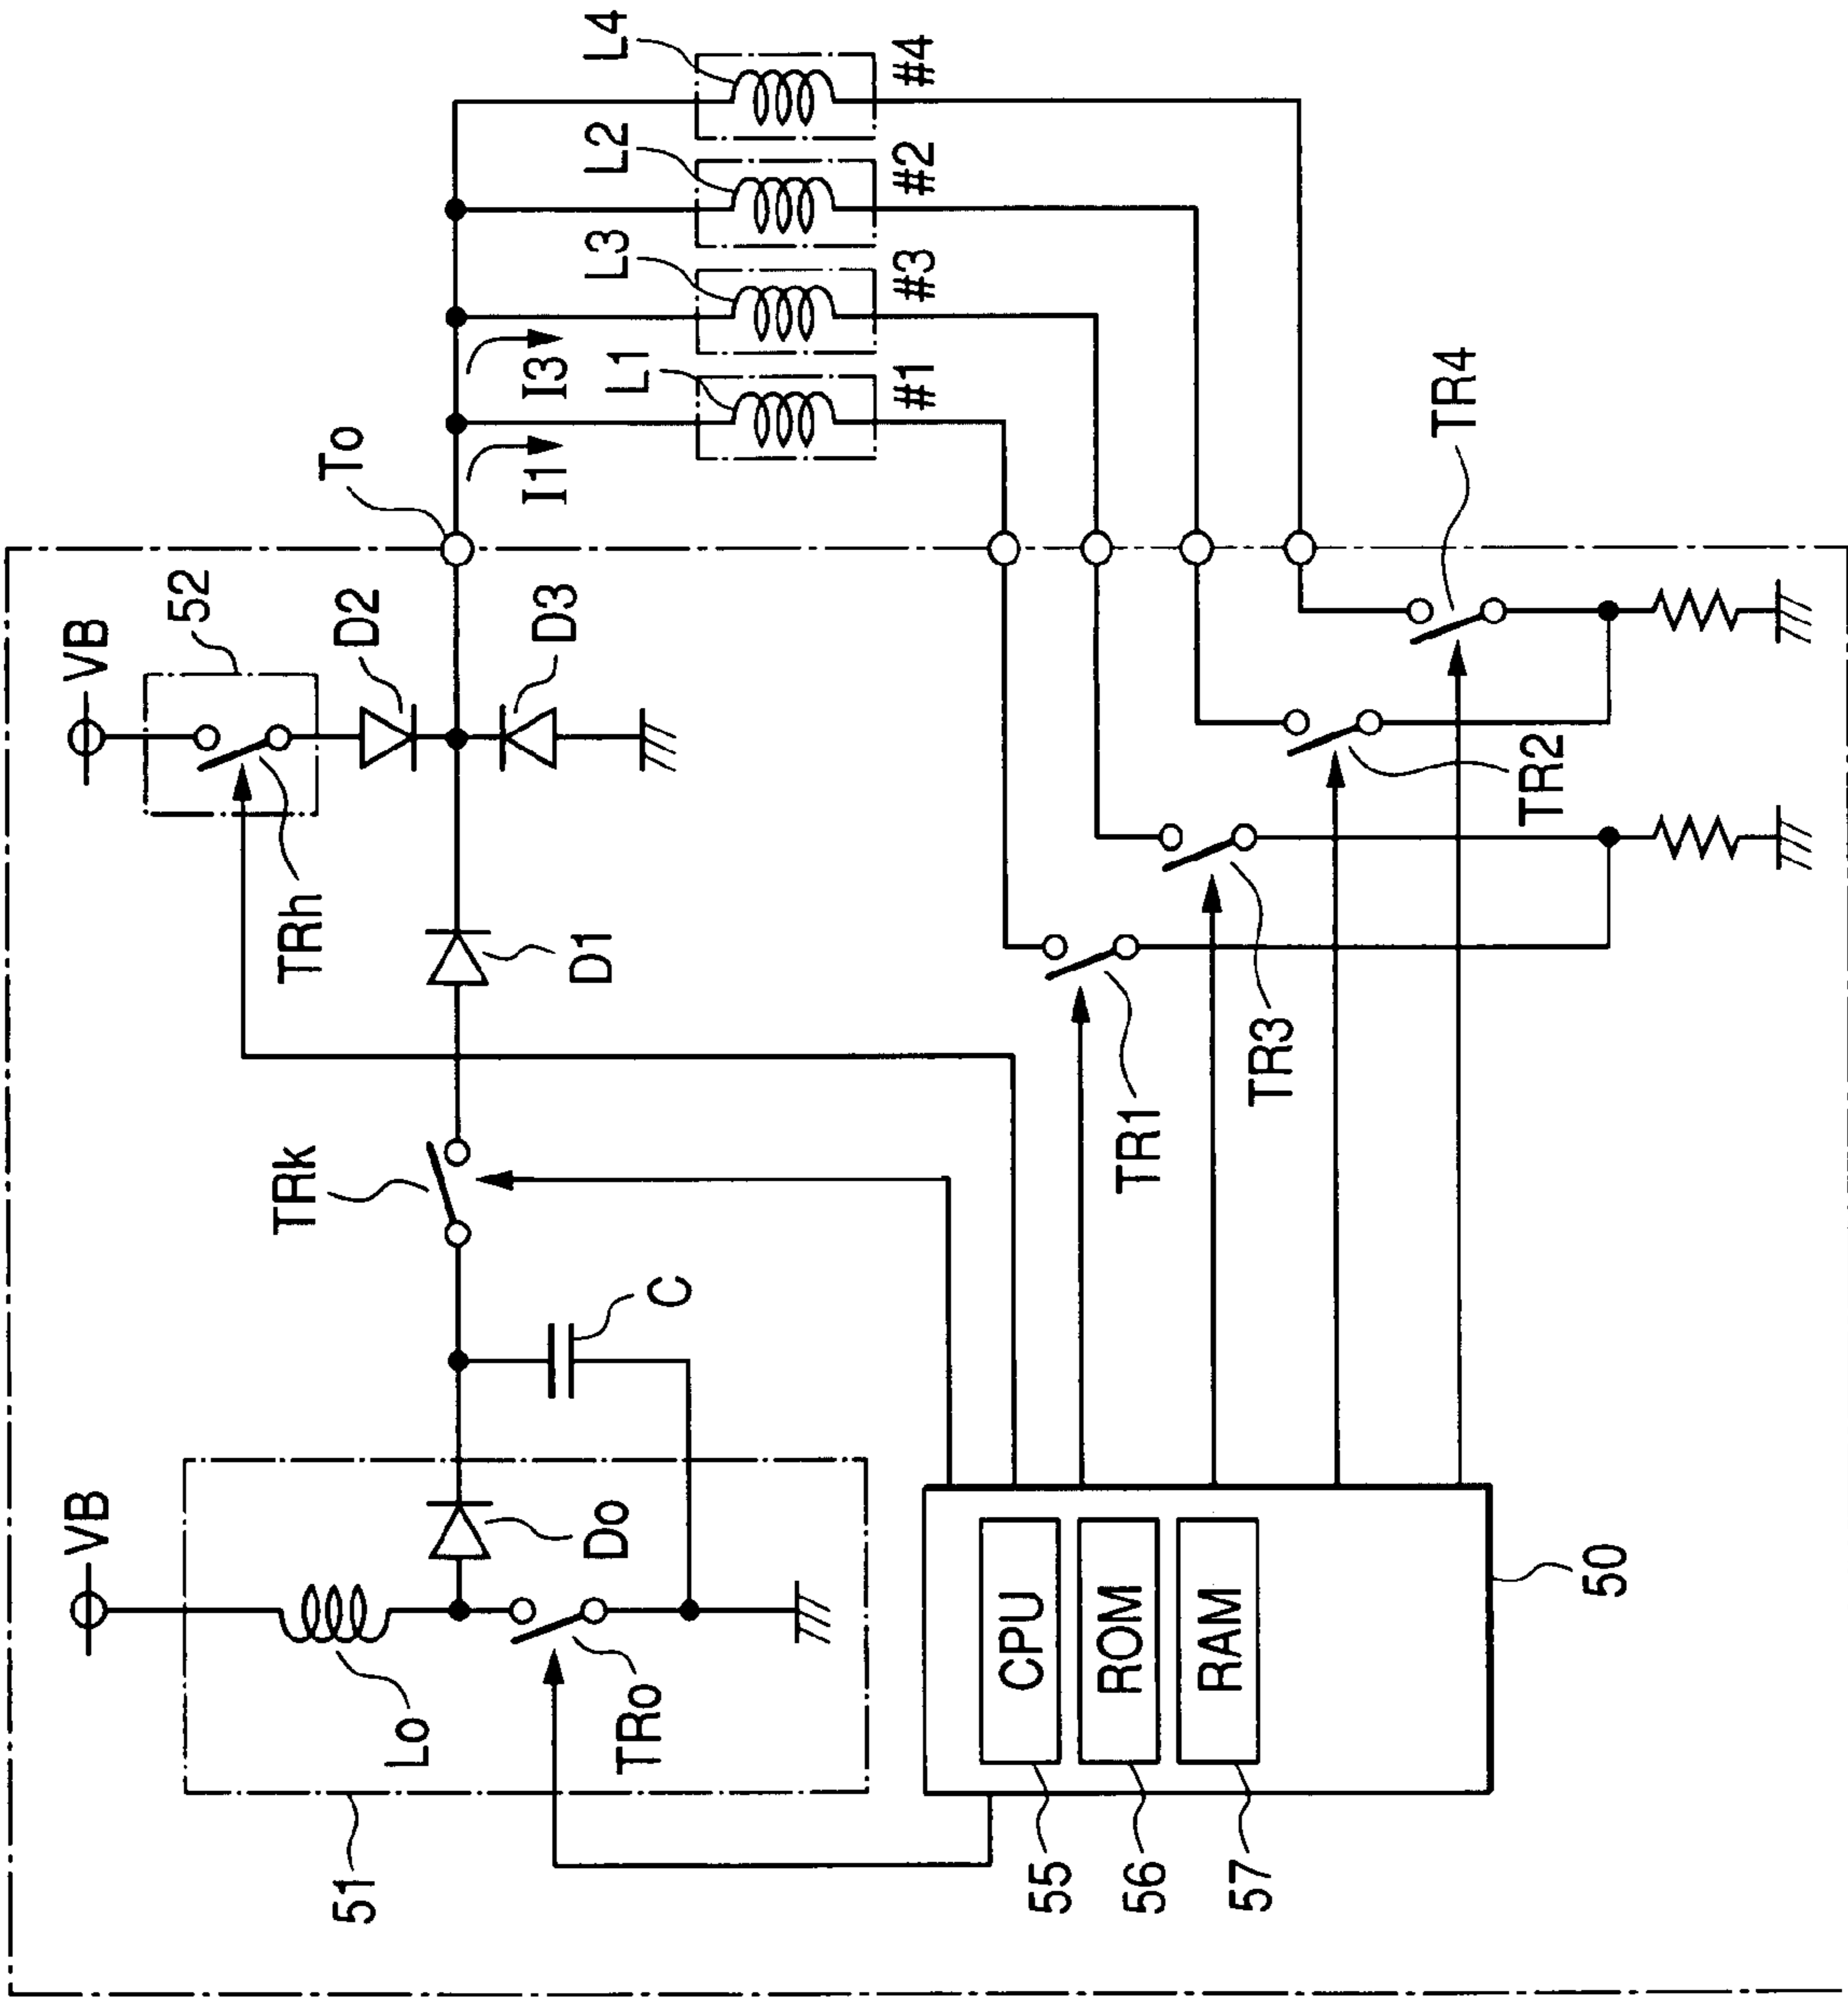 VB
51
Lo
Do
TRo
C
TRk
VB
52
TRh
D2
D3
D1
To
I1
I3
L1
L3
L2
L4
#1
#3
#2
#4
TR1
TR3
TR2
TR4
CPU
ROM
RAM
55
56
57
50